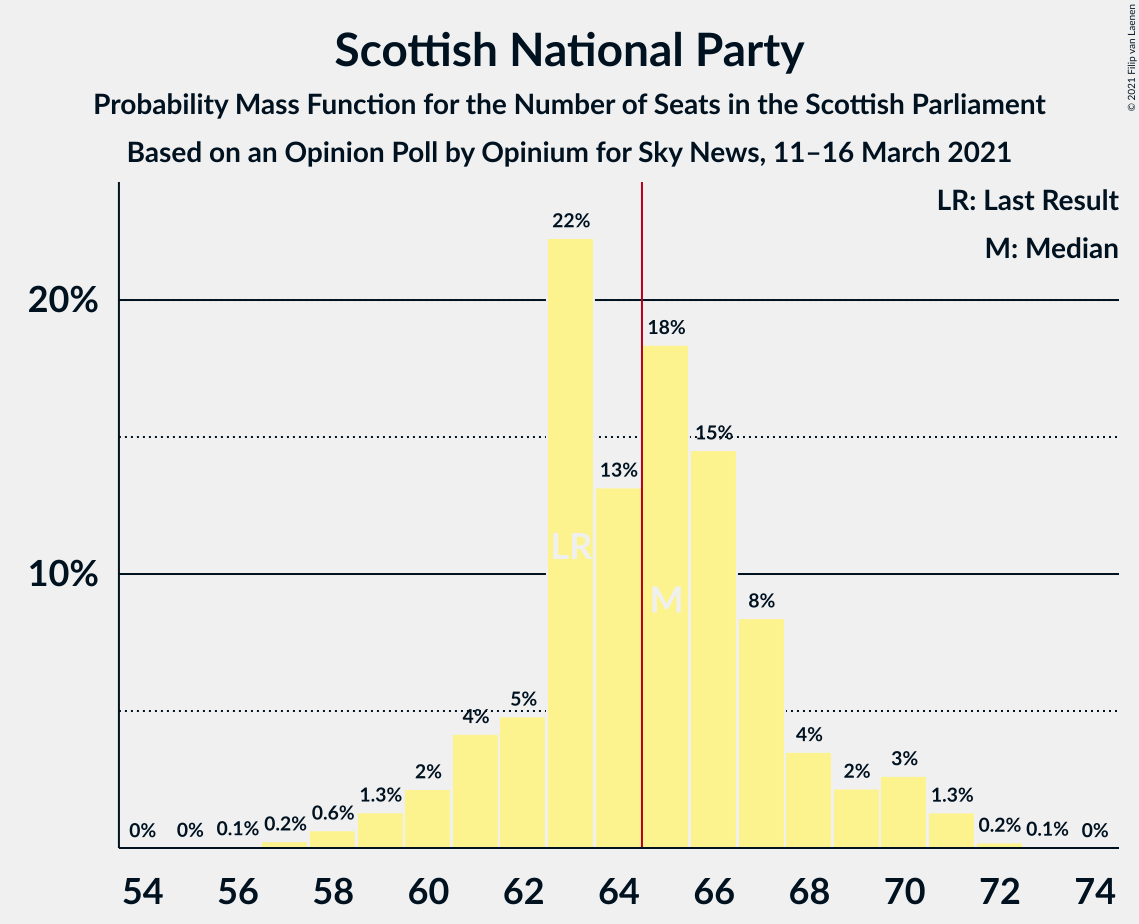 Scottish National Party
Probability Mass Function for the Number of Seats in the Scottish Parliament
Based on an Opinion Poll by Opinium for Sky News, 11–16 March 2021
© 2021 Filip van Laenen
LR: Last Result
M: Median
20%
10%
0%
0%
0.1%
0.2%
0.6%
1.3%
2%
4%
5%
22%
13%
18%
15%
8%
4%
2%
3%
1.3%
0.2%
0.1%
0%
LR
M
54 56 58 60 62 64 66 68 70 72 74